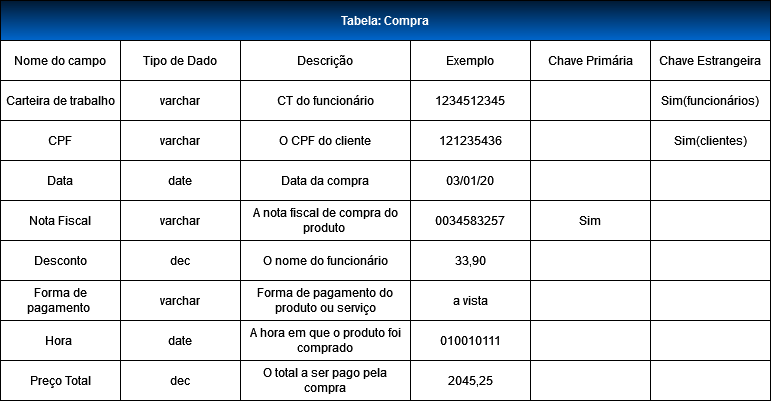 Tabela: Compra
Nome do campo Tipo de Dado Descrição Exemplo Chave Primária Chave Estrangeira
Carteira de trabalho varchar CT do funcionário 1234512345 Sim(funcionários)
CPF varchar O CPF do cliente 121235436 Sim(clientes)
Data date Data da compra 03/01/20
Nota Fiscal varchar A nota fiscal de compra do
produto 0034583257 Sim
Desconto dec O nome do funcionário 33,90
Forma de
pagamento varchar Forma de pagamento do
produto ou serviço a vista
Hora date A hora em que o produto foi
comprado 010010111
Preço Total dec O total a ser pago pela
compra 2045,25